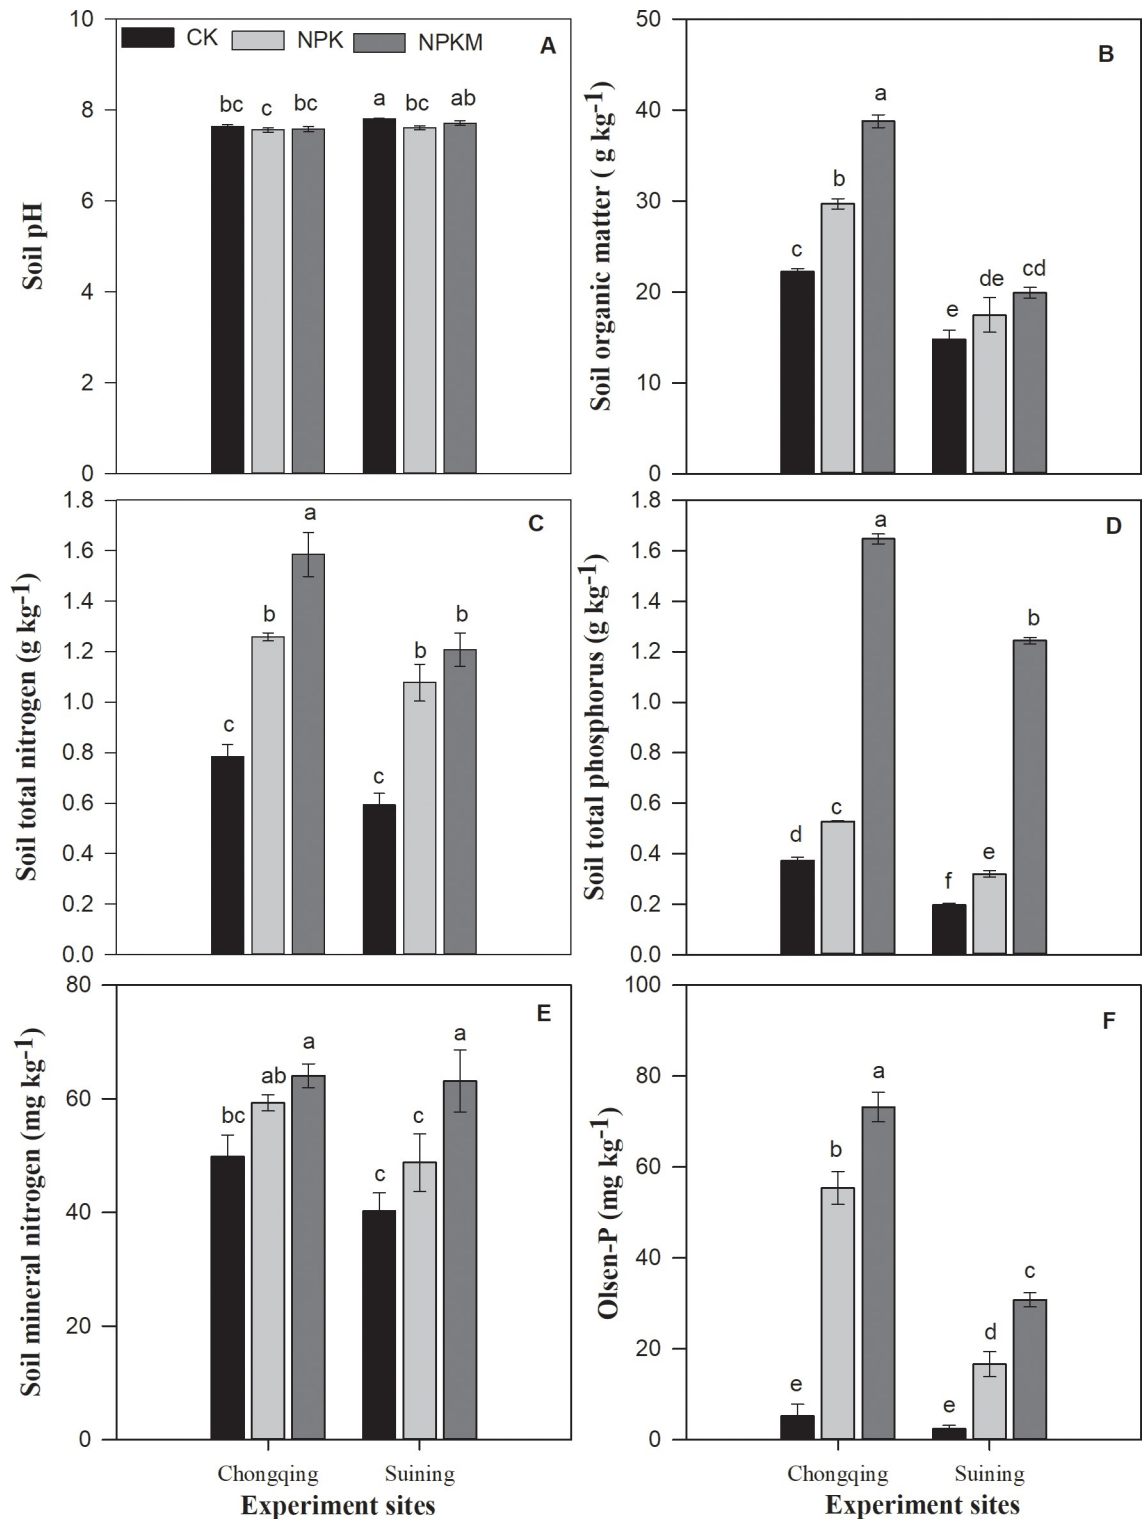 CK NPK NPKM
A
10
8
6
4
2
0
Soil pH
bc c bc a bc ab
B
50
40
30
20
10
0
Soil organic matter ( g kg-1)
c b a e de cd
C
1.8
1.6
1.4
1.2
1.0
0.8
0.6
0.4
0.2
0.0
Soil total nitrogen (g kg-1)
c b a c b b
D
1.8
1.6
1.4
1.2
1.0
0.8
0.6
0.4
0.2
0.0
Soil total phosphorus (g kg-1)
d c a f e b
E
80
60
40
20
0
Soil mineral nitrogen (mg kg-1)
bc ab a c c a
Chongqing Suining
Experiment sites
F
100
80
60
40
20
0
Olsen-P (mg kg-1)
e b a e d c
Chongqing Suining
Experiment sites